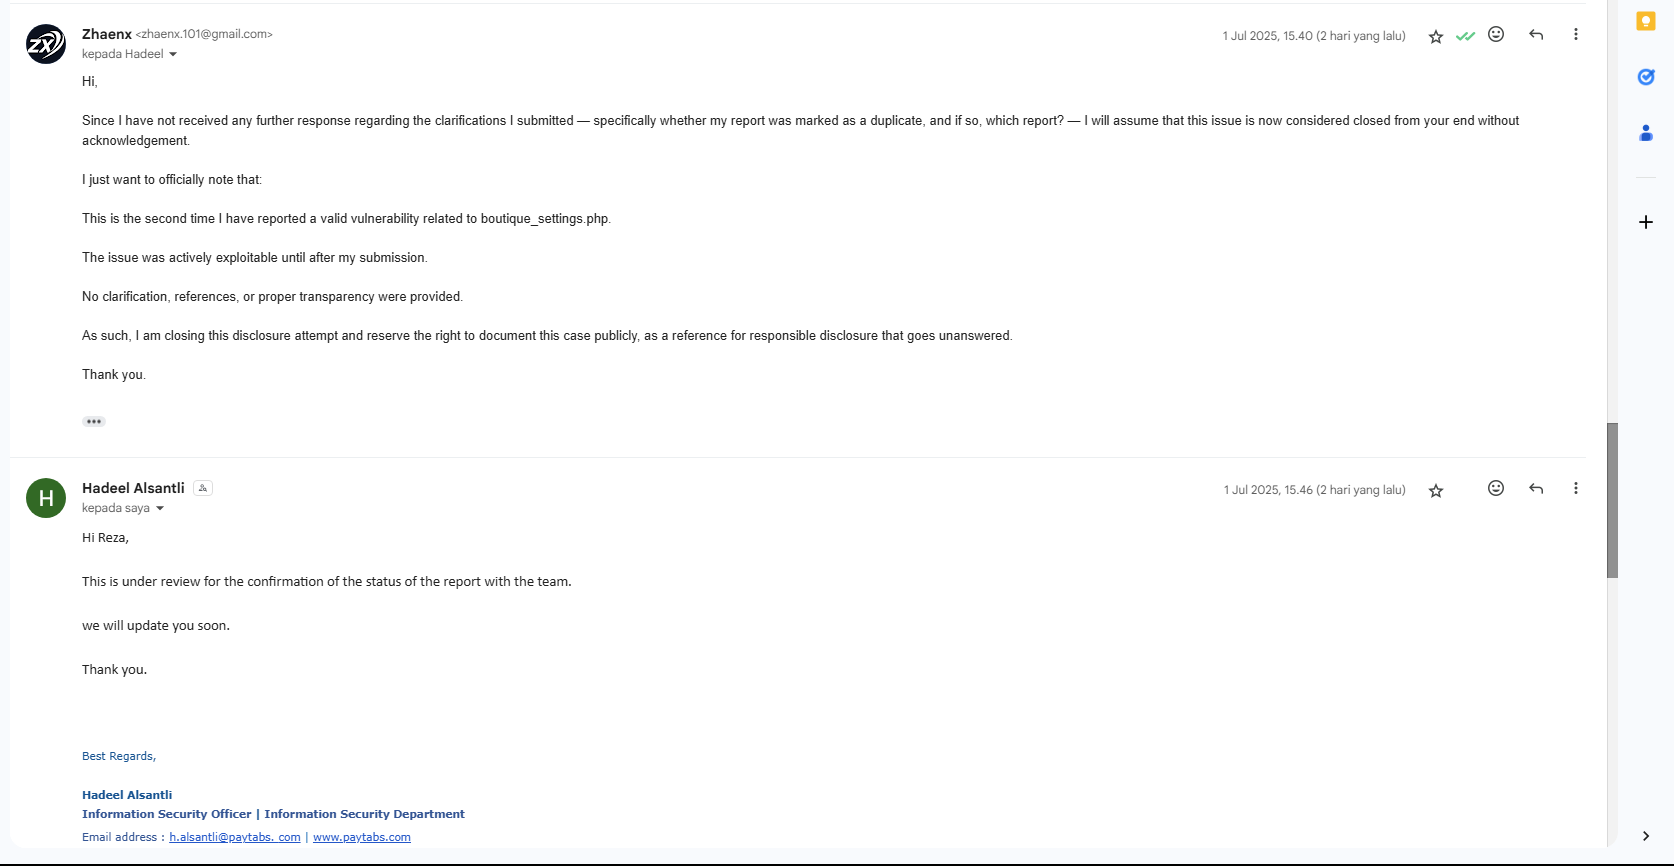 ZX
Zhaenx <zhaenx.101@gmail.com>
1 Jul 2025, 15.40 (2 hari yang lalu)
kepada Hadeel
Hi,
Since I have not received any further response regarding the clarifications I submitted — specifically whether my report was marked as a duplicate, and if so, which report? — I will assume that this issue is now considered closed from your end without
acknowledgement.
I just want to officially note that:
This is the second time I have reported a valid vulnerability related to boutique_settings.php.
The issue was actively exploitable until after my submission.
No clarification, references, or proper transparency were provided.
As such, I am closing this disclosure attempt and reserve the right to document this case publicly, as a reference for responsible disclosure that goes unanswered.
Thank you.
H
Hadeel Alsantli
1 Jul 2025, 15.46 (2 hari yang lalu)
kepada saya
Hi Reza,
This is under review for the confirmation of the status of the report with the team.
we will update you soon.
Thank you.
Best Regards,
Hadeel Alsantli
Information Security Officer | Information Security Department
Email address : h.alsantli@paytabs. com | www.paytabs.com